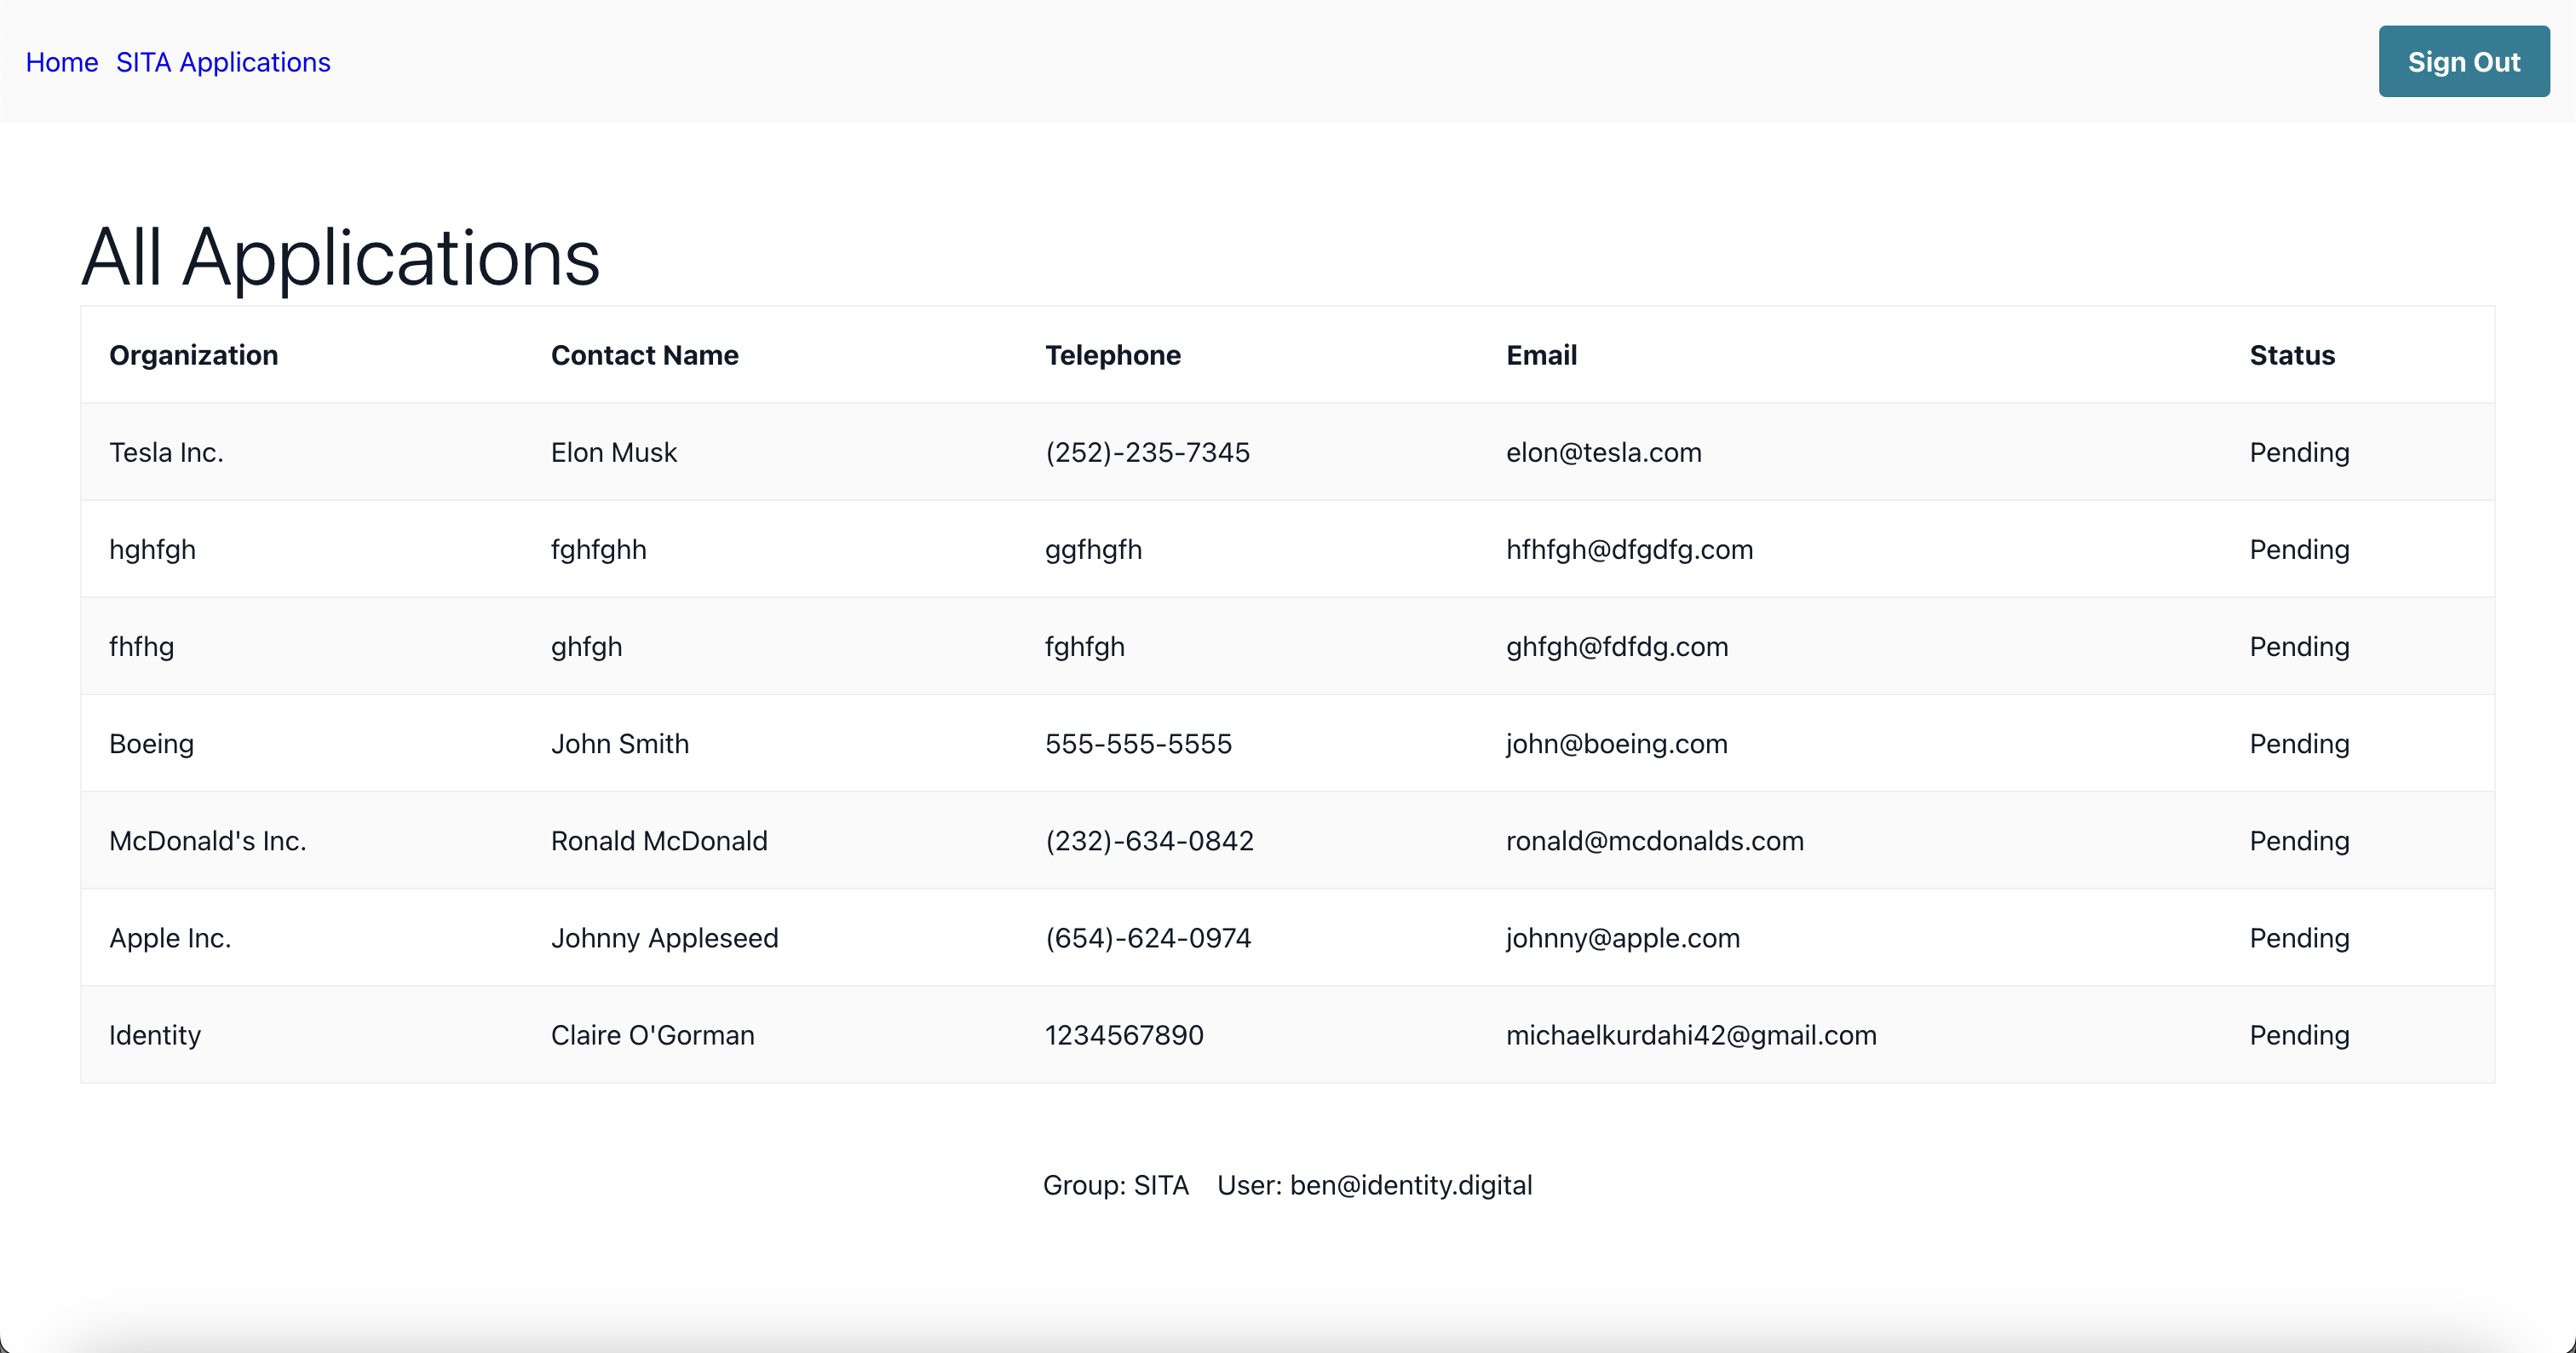 Home SITA Applications Sign Out
All Applications
Organization Contact Name Telephone Email Status
Tesla Inc. Elon Musk (252)-235-7345 elon@tesla.com Pending
hghfgh fghfghh ggfhgfh hfhfgh@dfgdfg.com Pending
fhfhg ghfgh fghfgh ghfgh@fdfdg.com Pending
Boeing John Smith 555-555-5555 john@boeing.com Pending
McDonald's Inc. Ronald McDonald (232)-634-0842 ronald@mcdonalds.com Pending
Apple Inc. Johnny Appleseed (654)-624-0974 johnny@apple.com Pending
Identity Claire O'Gorman 1234567890 michaelkurdahi42@gmail.com Pending
Group: SITA User: ben@identity.digital